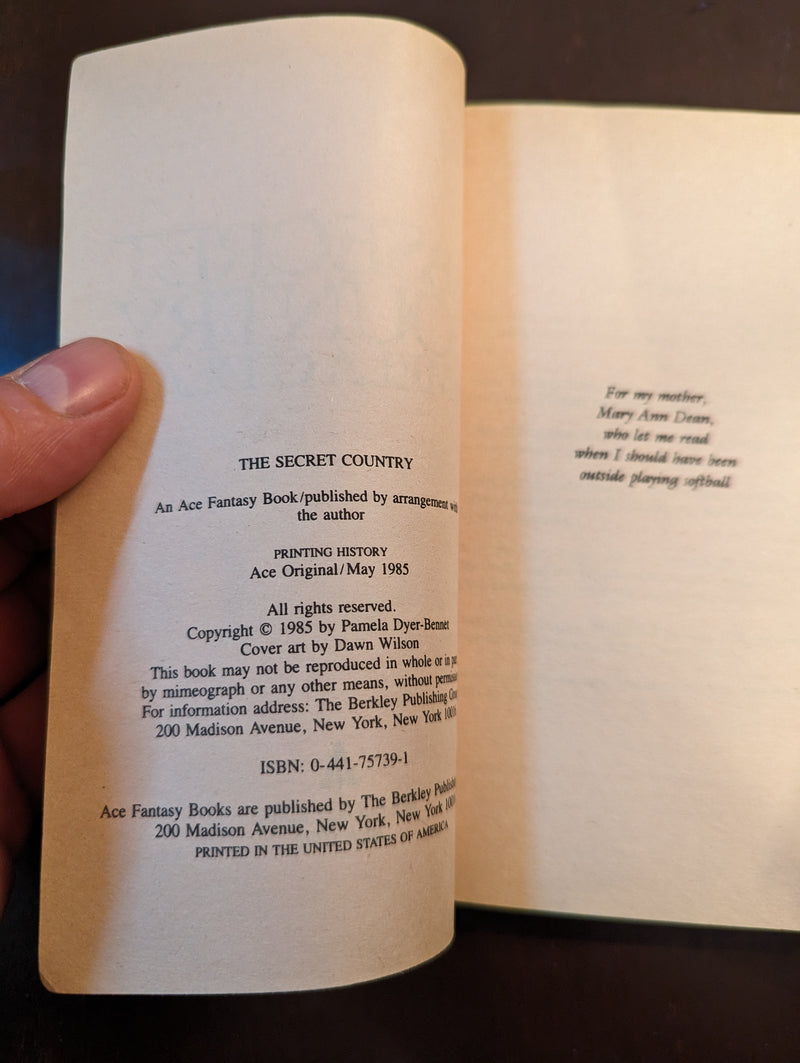 THE SECRET COUNTRY
An Ace Fantasy Book/published by arrangement with
the author
PRINTING HISTORY
Ace Original/May 1985
All rights reserved.
Copyright © 1985 by Pamela Dyer-Bennet
Cover art by Dawn Wilson
This book may not be reproduced in whole or in
by mimeograph or any other means, without
For information address: The Berkley Publishing
200 Madison Avenue, New York, New York
ISBN: 0-441-75739-1
Ace Fantasy Books are published by The Berkley
200 Madison Avenue, New York, New York
PRINTED IN THE UNITED STATES OF AMERICA
For my mother,
Mary Ann Dean,
who let me read
when I should have been
outside playing softball